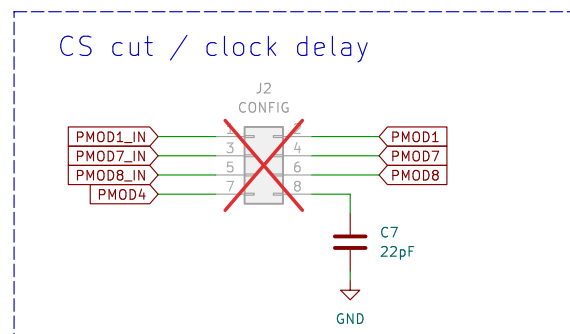 CS cut / clock delay
J2
CONFIG
PMOD1_IN 1 2 PMOD1
PMOD7_IN 3 4 PMOD7
PMOD8_IN 5 6 PMOD8
PMOD4 7 8
C7
22pF
GND